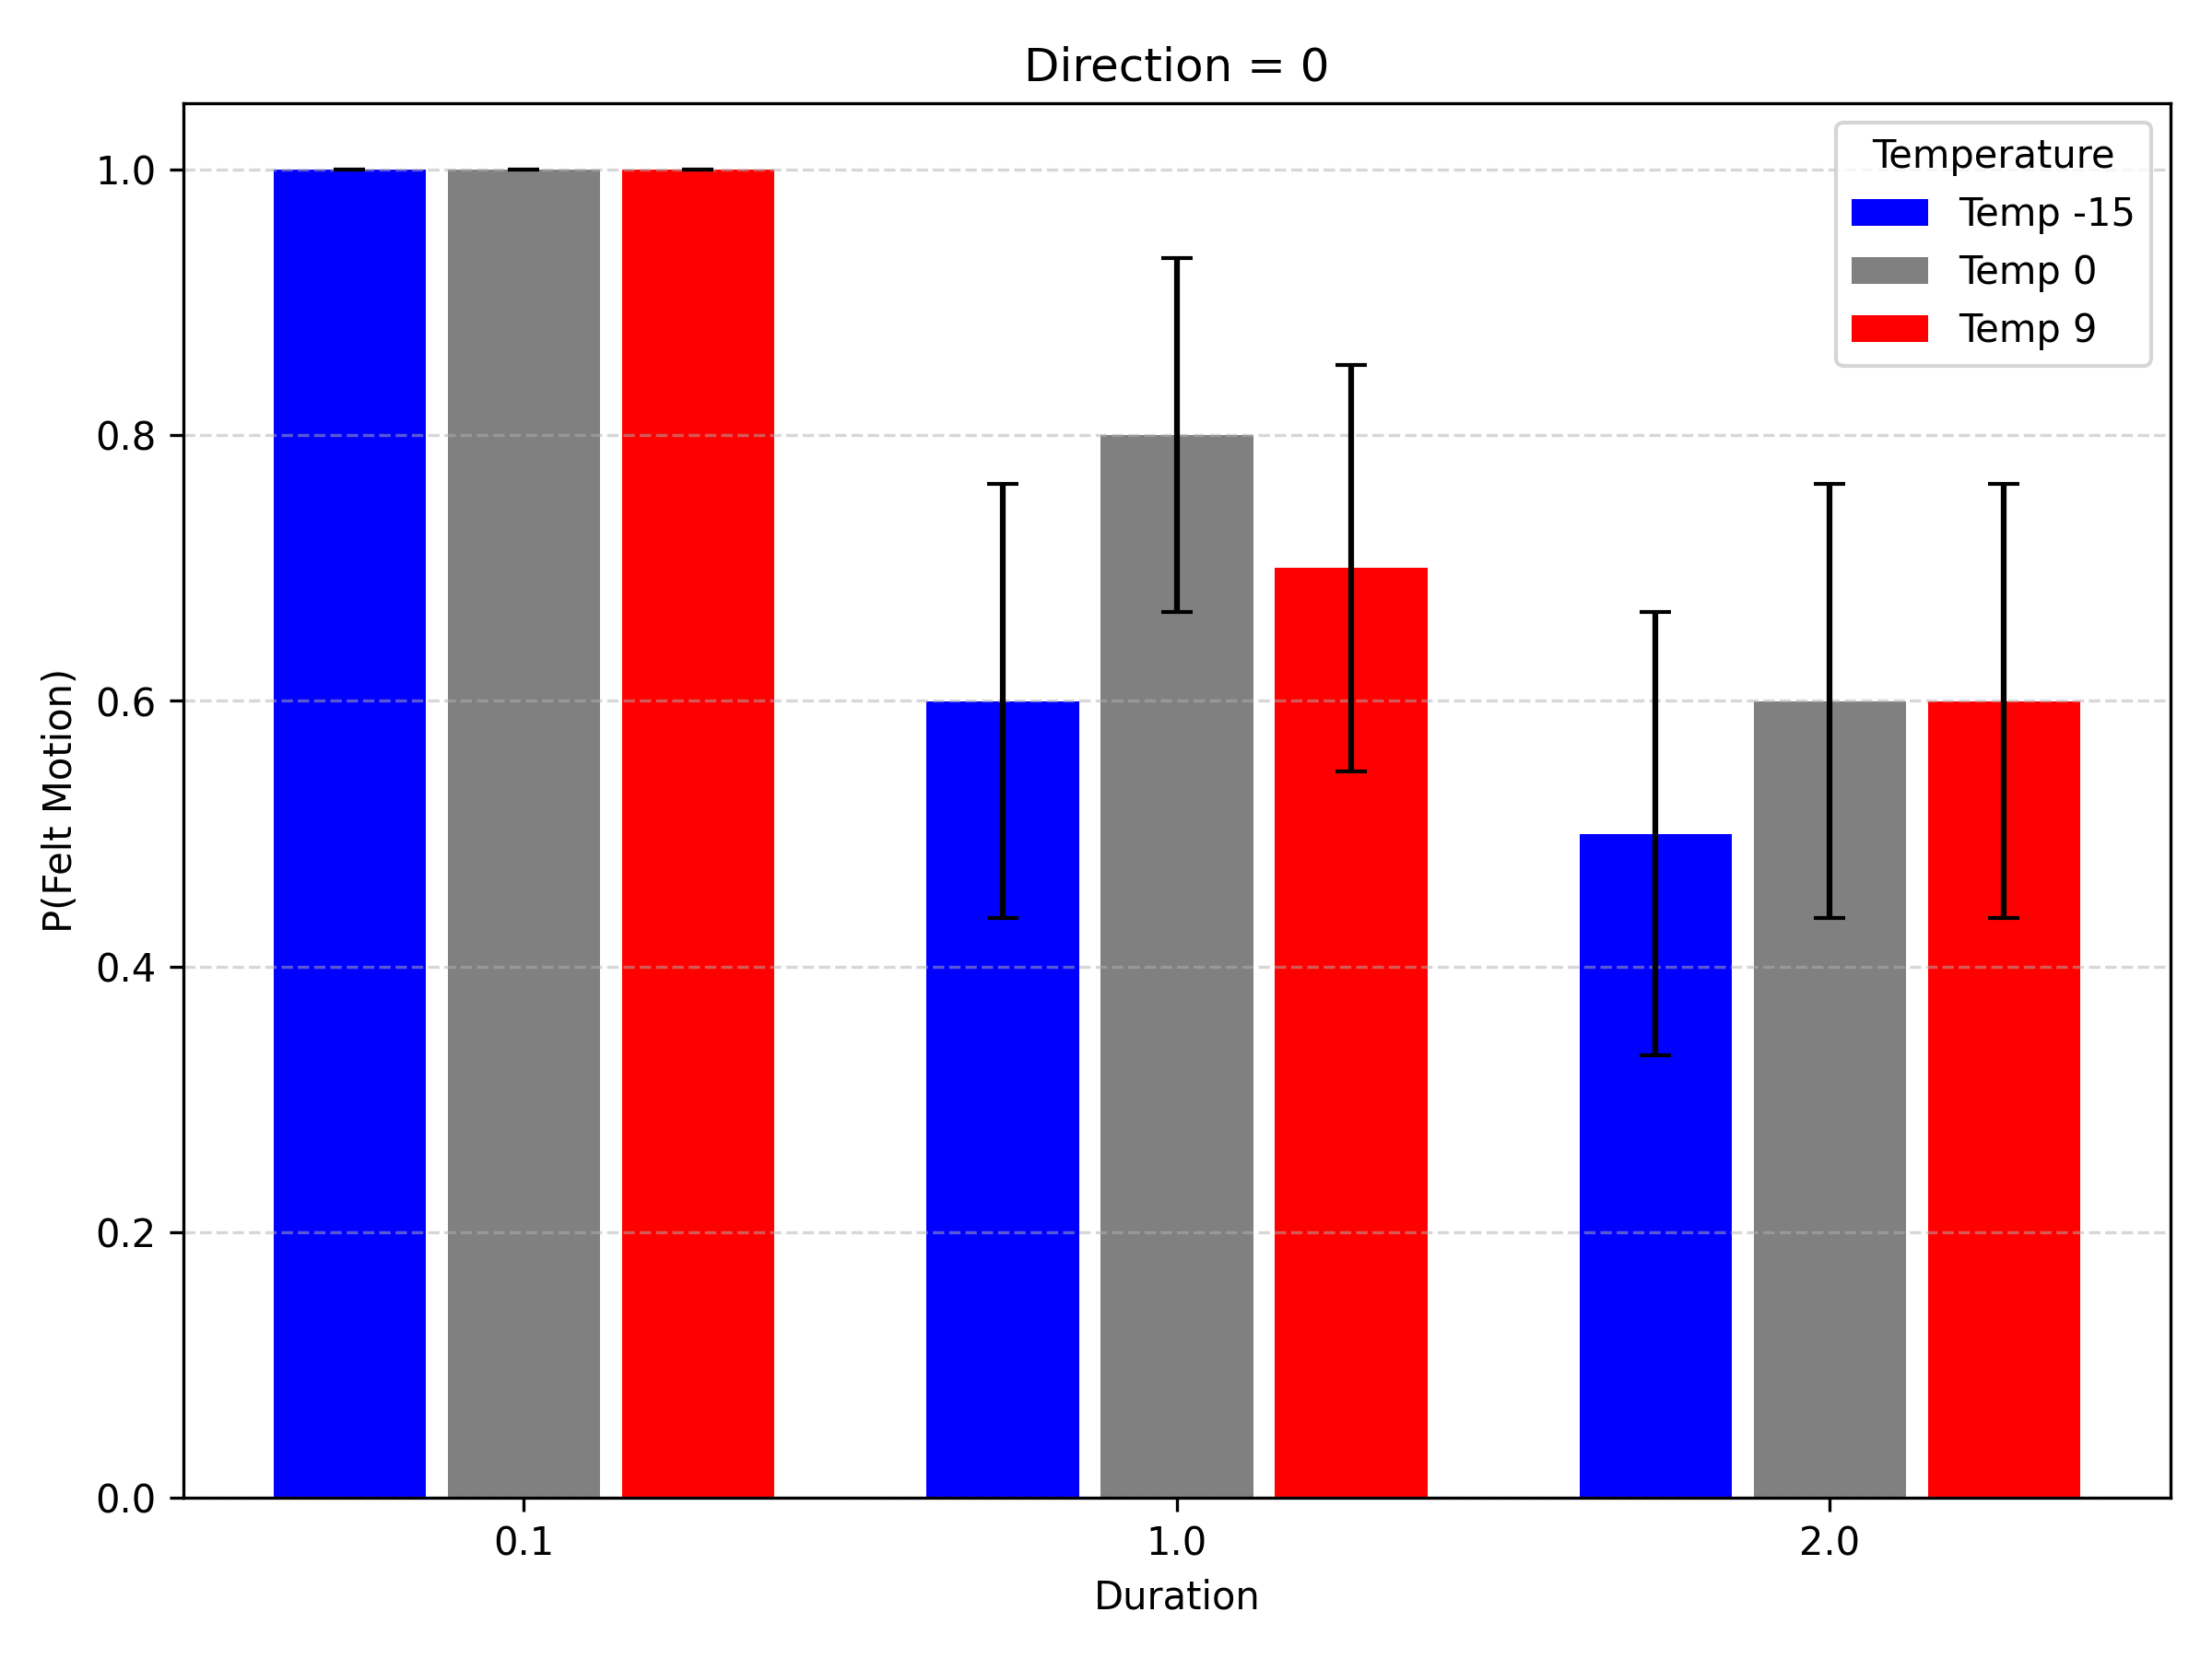 Direction = 0
Temperature
Temp -15
Temp 0
Temp 9
P(Felt Motion)
1.0
0.8
0.6
0.4
0.2
0.0
0.1 1.0 2.0
Duration